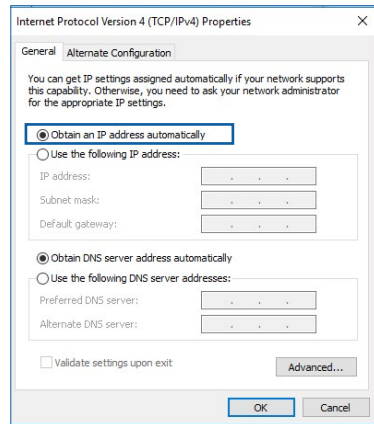 Internet Protocol Version 4 (TCP/IPv4) Properties
General Alternate Configuration
You can get IP settings assigned automatically if your network supports
this capability. Otherwise, you need to ask your network administrator
for the appropriate IP settings.
Obtain an IP address automatically
Use the following IP address:
IP address:
Subnet mask:
Default gateway:
Obtain DNS server address automatically
Use the following DNS server addresses:
Preferred DNS server:
Alternate DNS server:
Validate settings upon exit
Advanced...
OK Cancel